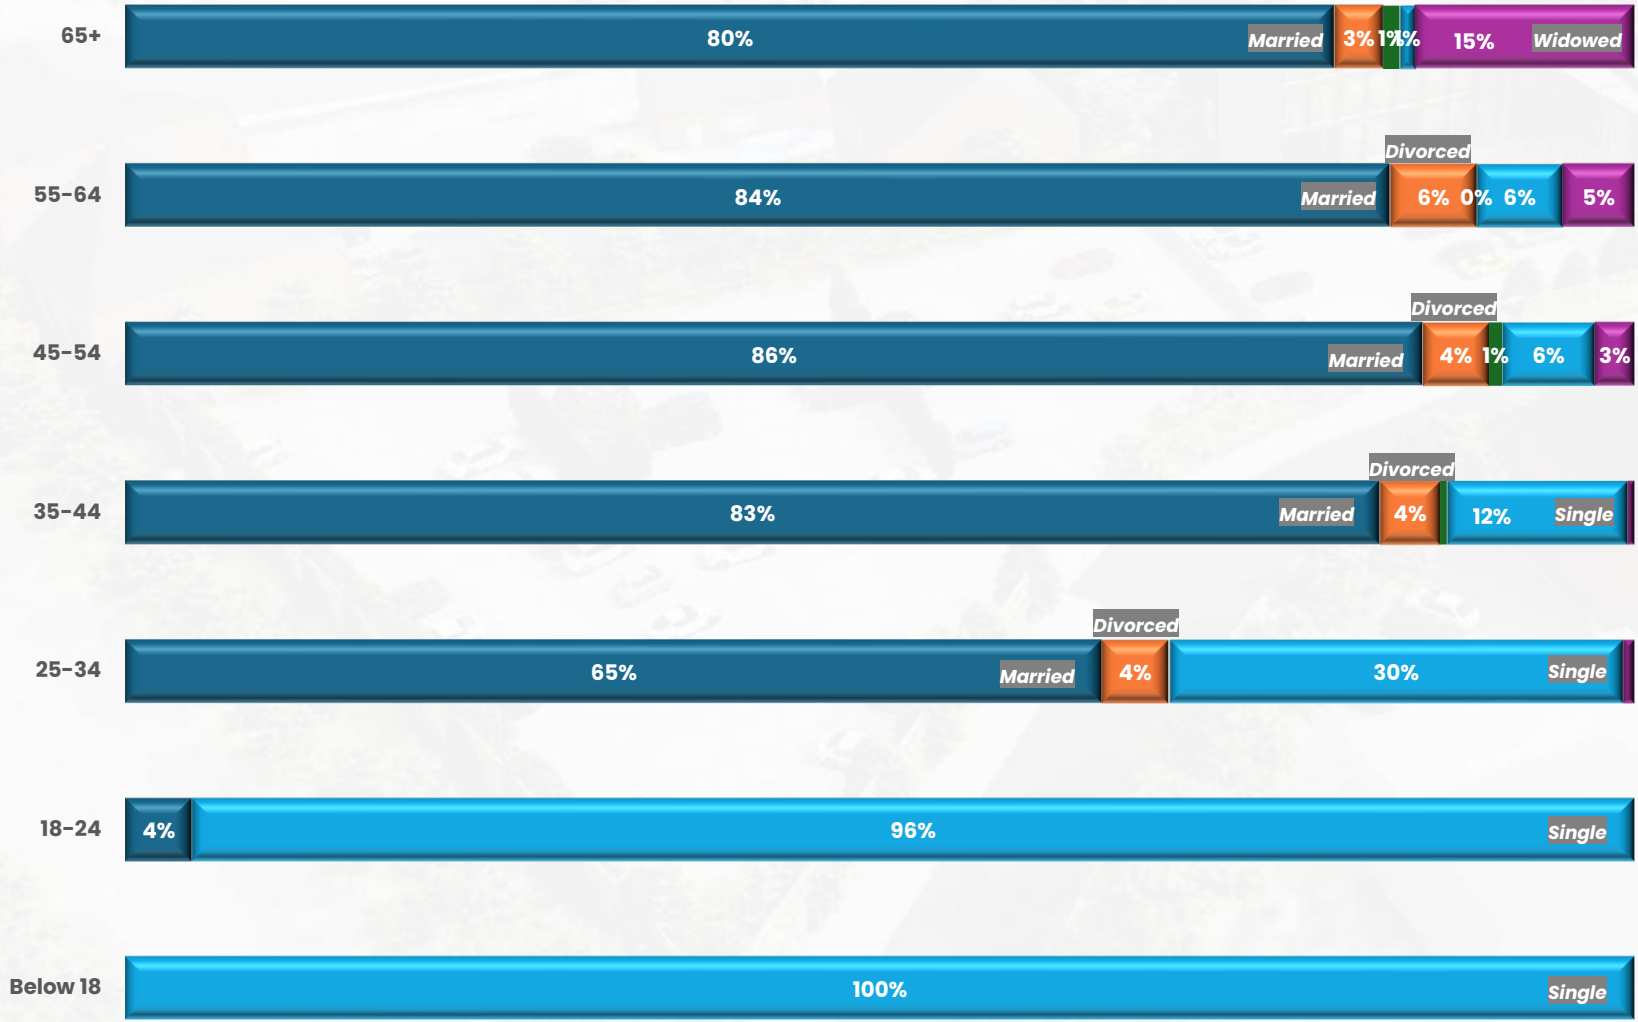 65+ 80% Married 3% 1% 1% 15% Widowed
Divorced
55-64 84% Married 6% 0% 6% 5%
Divorced
45-54 86% Married 4% 1% 6% 3%
Divorced
35-44 83% Married 4% 12% Single
Divorced
25-34 65% Married 4% 30% Single
18-24 4% 96% Single
Below 18 100% Single